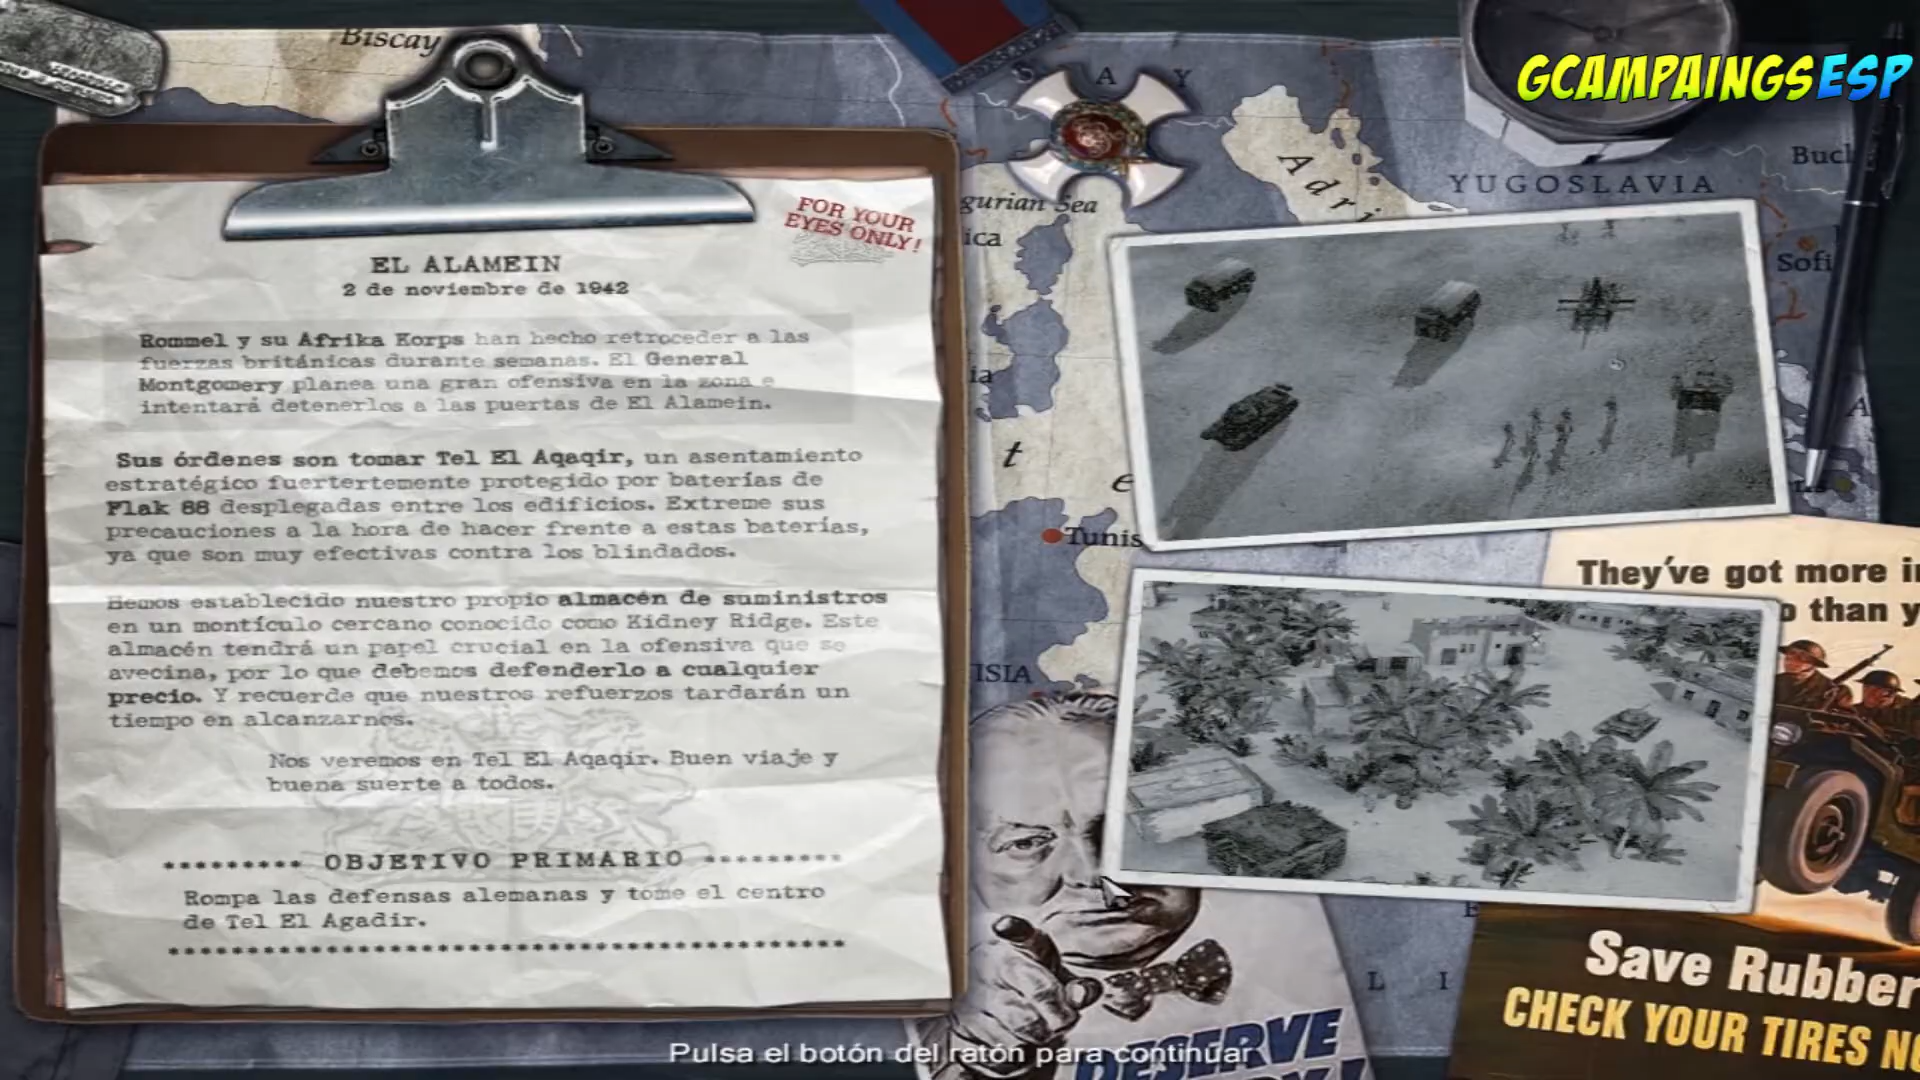 Biscay
GCAMPAINGSESP
S A Y
Adri
YUGOSLAVIA
gurian Sea
ica
Sofi
FOR YOUR
EYES ONLY!
EL ALAMEIN
2 de noviembre de 1942
Rommel y su Afrika Korps han hecho retroceder a las
fuerzas británicas durante semanas. El General
Montgomery planea una gran ofensiva en la zona e
intentará detenerlos a las puertas de El Alamein.
Sus órdenes son tomar Tel El Aqaqir, un asentamiento
estratégico fuertertemente protegido por baterías de
Flak 88 desplegadas entre los edificios. Extreme sus
precauciones a la hora de hacer frente a estas baterías,
ya que son muy efectivas contra los blindados.
Hemos establecido nuestro propio almacén de suministros
en un montículo cercano conocido como Kidney Ridge. Este
almacén tendrá un papel crucial en la ofensiva que se
avecina, por lo que debemos defenderlo a cualquier
precio. Y recuerde que nuestros refuerzos tardarán un
tiempo en alcanzarnos.
Nos veremos en Tel El Aqaqir. Buen viaje y
buena suerte a todos.
********* OBJETIVO PRIMARIO *********
Rompa las defensas alemanas y tome el centro
de Tel El Agadir.
*******************************************
t
e
Tunis
ISIA
They've got more in
o than y
Save Rubber
CHECK YOUR TIRES NO
L I
DESERVE
Pulsa el botón del ratón para continuar